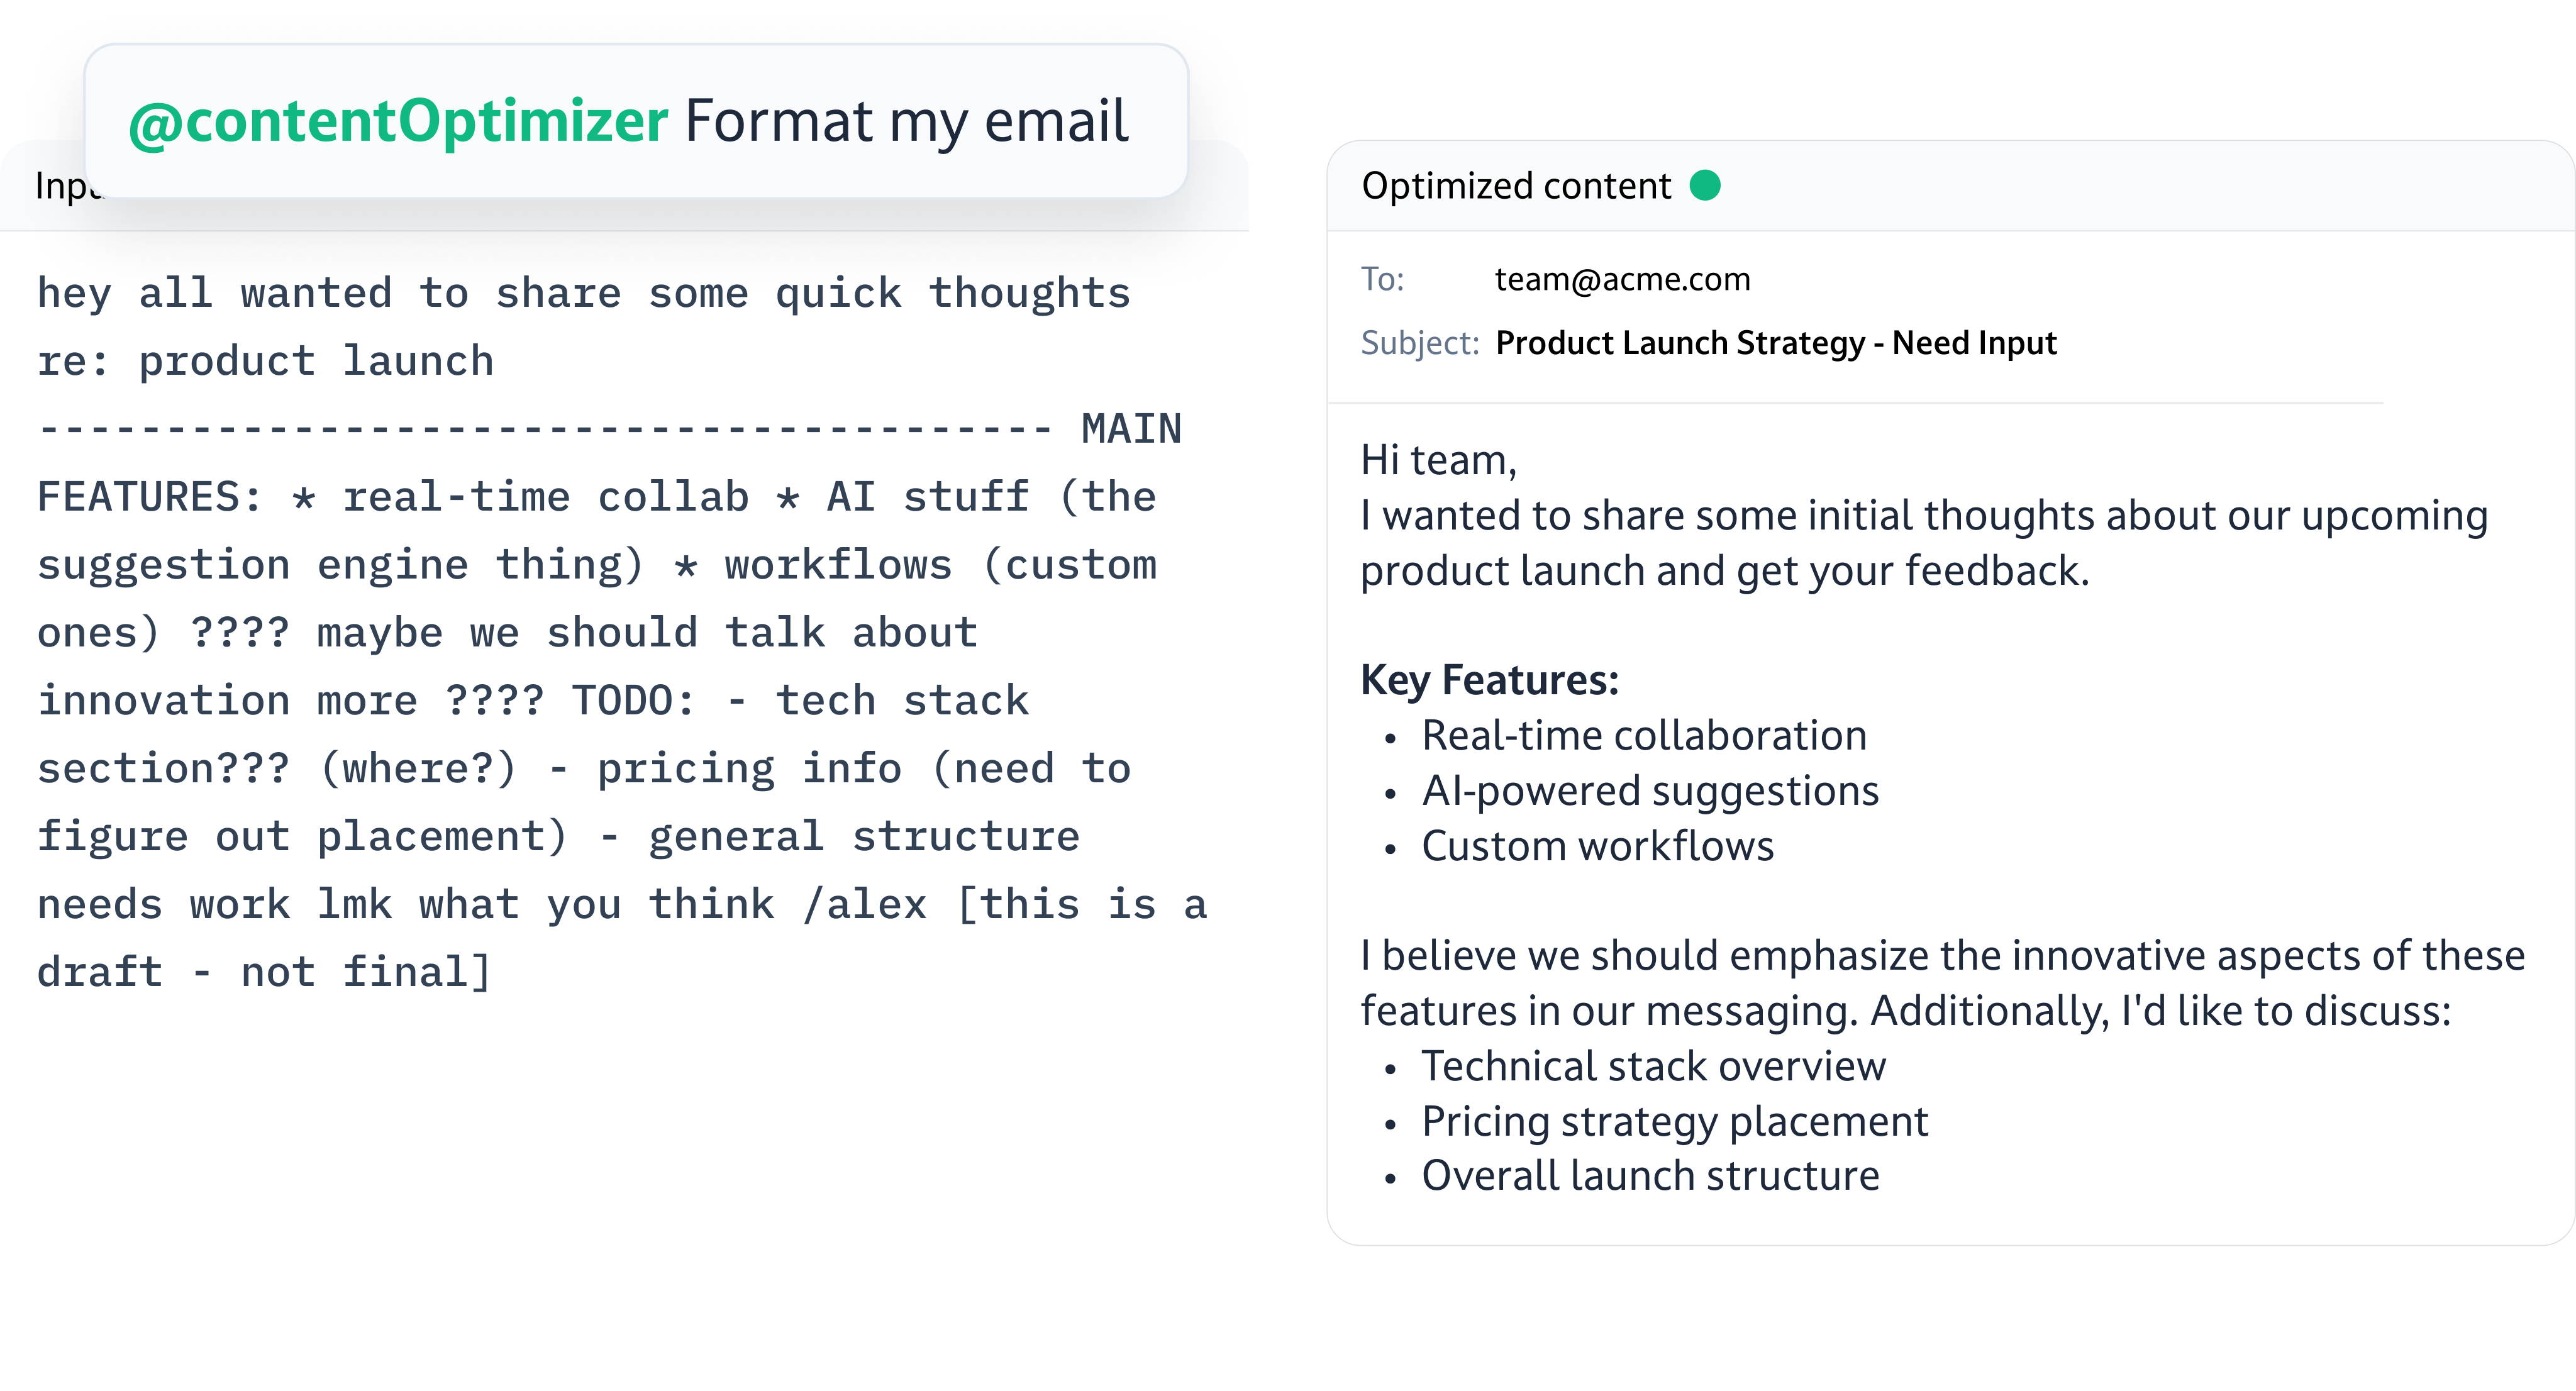 @contentOptimizer Format my email
hey all wanted to share some quick thoughts
re: product launch
---------------------------------------- MAIN
FEATURES: * real-time collab * AI stuff (the
suggestion engine thing) * workflows (custom
ones) ???? maybe we should talk about
innovation more ???? TODO: - tech stack
section??? (where?) - pricing info (need to
figure out placement) - general structure
needs work lmk what you think /alex [this is a
draft - not final]
Optimized content
To: team@acme.com
Subject: Product Launch Strategy - Need Input
Hi team,
I wanted to share some initial thoughts about our upcoming
product launch and get your feedback.
Key Features:
• Real-time collaboration
• AI-powered suggestions
• Custom workflows
I believe we should emphasize the innovative aspects of these
features in our messaging. Additionally, I'd like to discuss:
• Technical stack overview
• Pricing strategy placement
• Overall launch structure